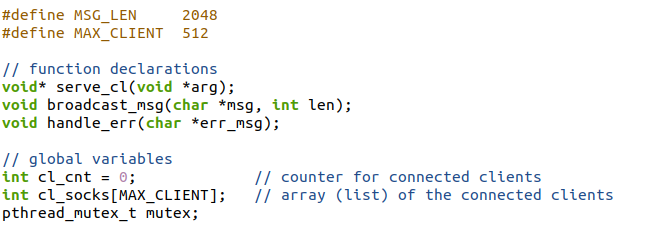 #define MSG_LEN     2048
#define MAX_CLIENT  512
// function declarations
void* serve_cl(void *arg);
void broadcast_msg(char *msg, int len);
void handle_err(char *err_msg);
// global variables
int cl_cnt = 0;             // counter for connected clients
int cl_socks[MAX_CLIENT];   // array (list) of the connected clients
pthread_mutex_t mutex;